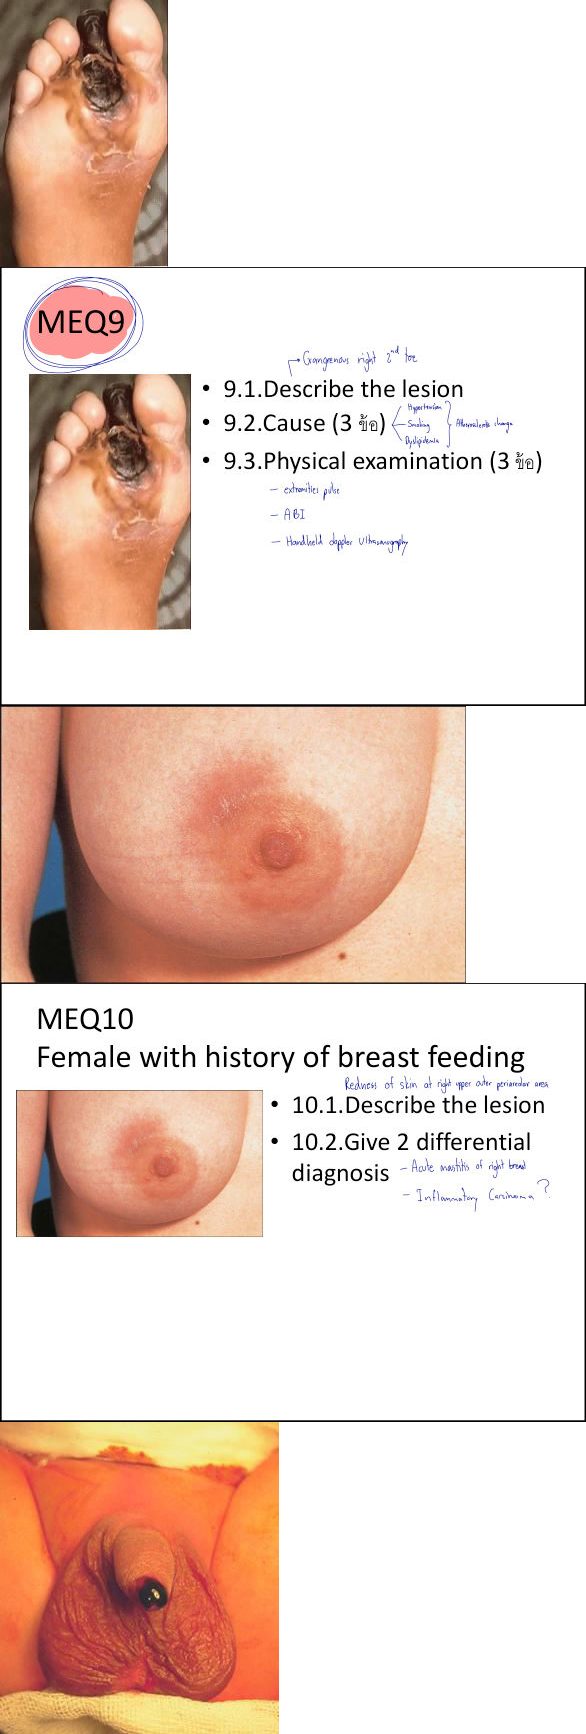 MEQ9
Gangrenous right 2nd toe
• 9.1.Describe the lesion
• 9.2.Cause (3 ข้อ)
Hypertension
Smoking
Dyslipidemia
• 9.3.Physical examination (3 ข้อ)
- extremities pulse
- ABI
- Handheld doppler ultrasonography
MEQ10
Female with history of breast feeding
Redness of skin at right upper outer periareolar area
• 10.1.Describe the lesion
• 10.2.Give 2 differential
diagnosis
- Acute mastitis of right breast
- Inflammatory Carcinoma ?